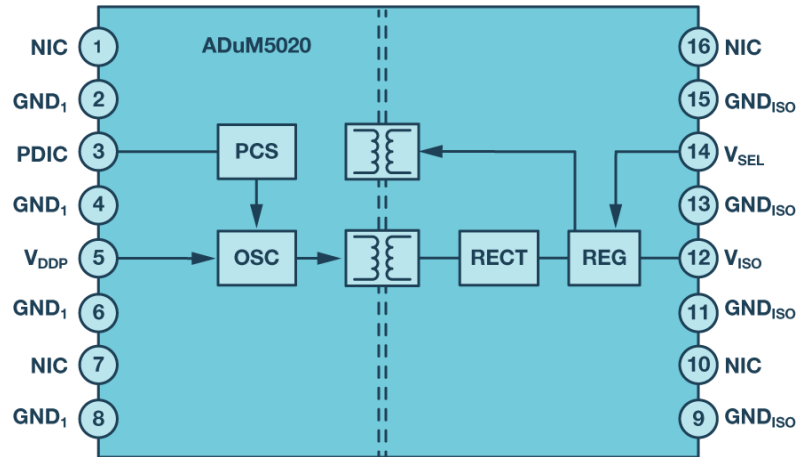 ADuM5020
NIC 1
16 NIC
GND₁ 2
15 GNDISO
PDIC 3
PCS
14 VSEL
GND₁ 4
13 GNDISO
VDDP 5
OSC
RECT
REG
12 VISO
GND₁ 6
11 GNDISO
NIC 7
10 NIC
GND₁ 8
9 GNDISO